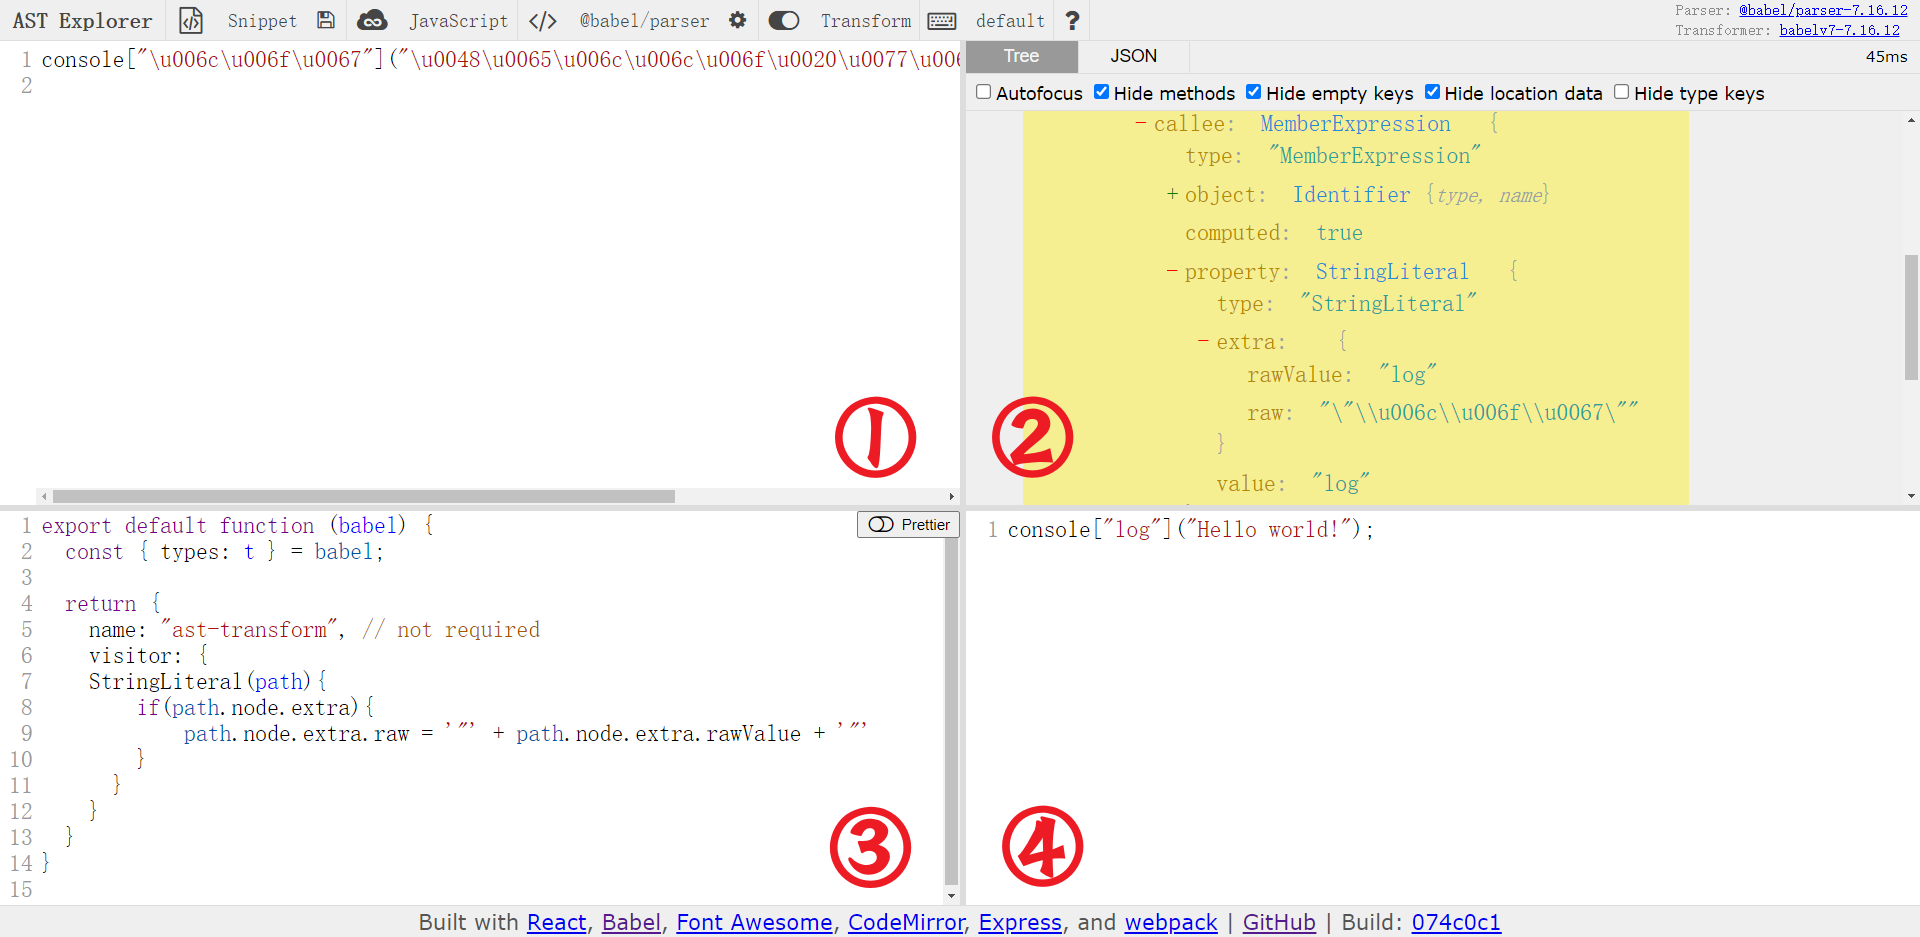 AST Explorer Snippet JavaScript </> @babel/parser Transform default ?
Parser: @babel/parser-7.16.12
Transformer: babelv7-7.16.12
1 console["\u006c\u006f\u0067"]("\u0048\u0065\u006c\u006c\u006f\u0020\u0077\u006
2
①
Tree JSON 45ms
Autofocus Hide methods Hide empty keys Hide location data Hide type keys
- callee: MemberExpression {
type: "MemberExpression"
+ object: Identifier {type, name}
computed: true
- property: StringLiteral {
type: "StringLiteral"
- extra: {
rawValue: "log"
raw: "\"\\u006c\\u006f\\u0067\""
}
value: "log"
②
1 export default function (babel) {
2 const { types: t } = babel;
3
4 return {
5 name: "ast-transform", // not required
6 visitor: {
7 StringLiteral(path){
8 if(path.node.extra){
9 path.node.extra.raw = '"' + path.node.extra.rawValue + '"'
10 }
11 }
12 }
13 }
14 }
15
Prettier
③
1 console["log"]("Hello world!");
④
Built with React, Babel, Font Awesome, CodeMirror, Express, and webpack | GitHub | Build: 074c0c1